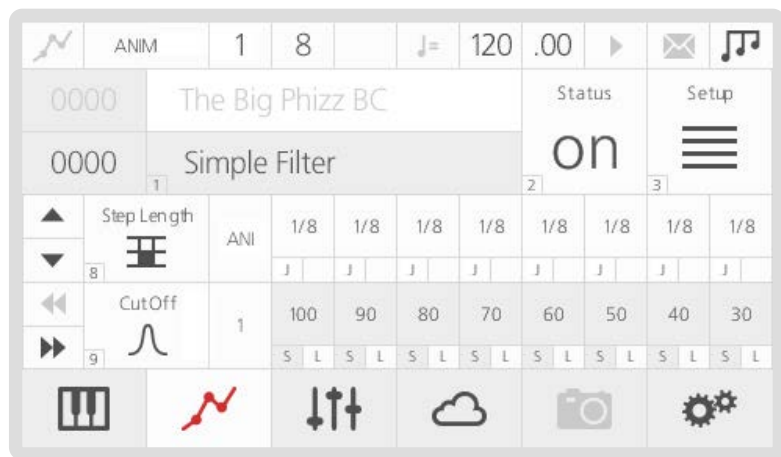 ANIM 1 8 ♩= 120 .00
0000 The Big Phizz BC
Status
Setup
on
0000 Simple Filter
1
2
3
Step Length
ANI
1/8 1/8 1/8 1/8 1/8 1/8 1/8 1/8
8
J J J J J J J J
CutOff
1
100 90 80 70 60 50 40 30
9
S L S L S L S L S L S L S L S L